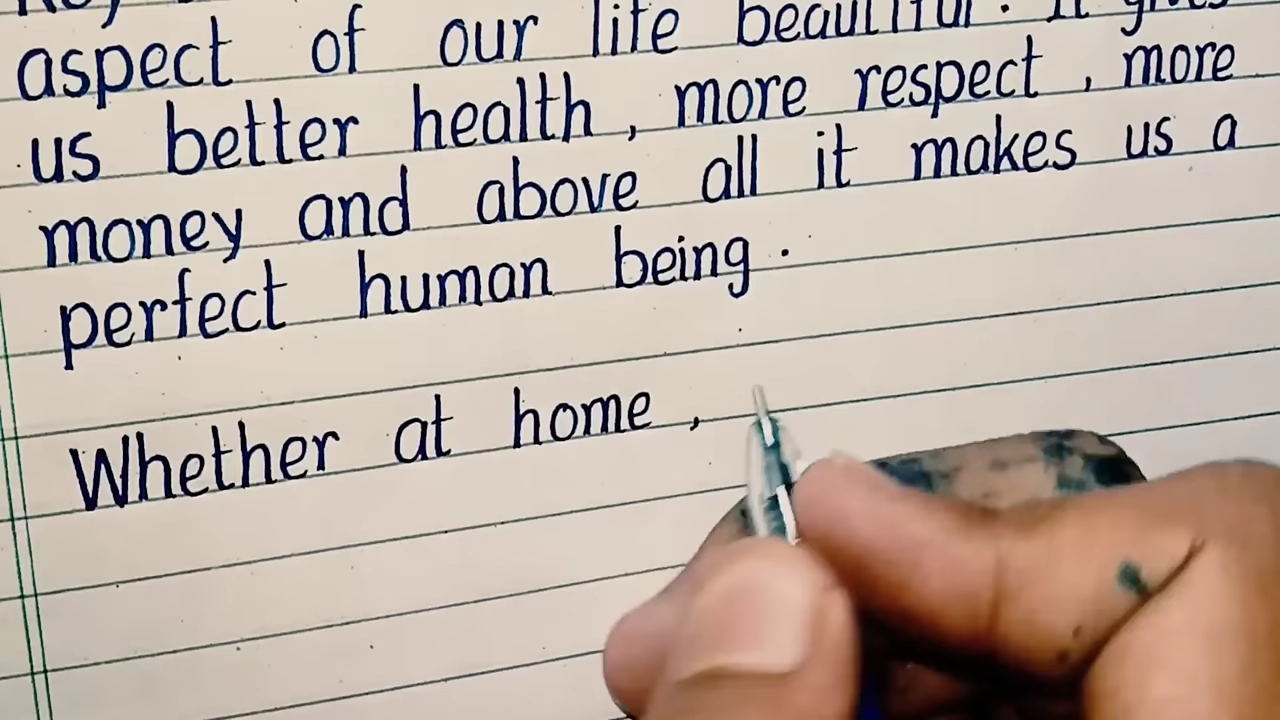 aspect of our life beautiful. It gives
us better health, more respect, more
money and above all it makes us a
perfect human being.
Whether at home,